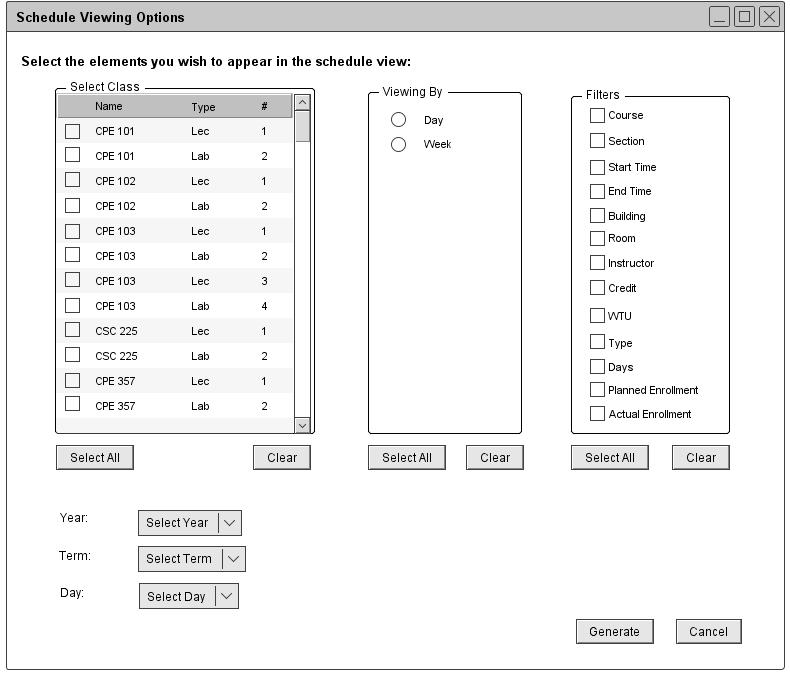 Schedule Viewing Options
Select the elements you wish to appear in the schedule view:
Select Class
Name Type #
CPE 101 Lec 1
CPE 101 Lab 2
CPE 102 Lec 1
CPE 102 Lab 2
CPE 103 Lec 1
CPE 103 Lab 2
CPE 103 Lec 3
CPE 103 Lab 4
CSC 225 Lec 1
CSC 225 Lab 2
CPE 357 Lec 1
CPE 357 Lab 2
Select All Clear
Viewing By
Day
Week
Select All Clear
Filters
Course
Section
Start Time
End Time
Building
Room
Instructor
Credit
WTU
Type
Days
Planned Enrollment
Actual Enrollment
Select All Clear
Year: Select Year
Term: Select Term
Day: Select Day
Generate Cancel